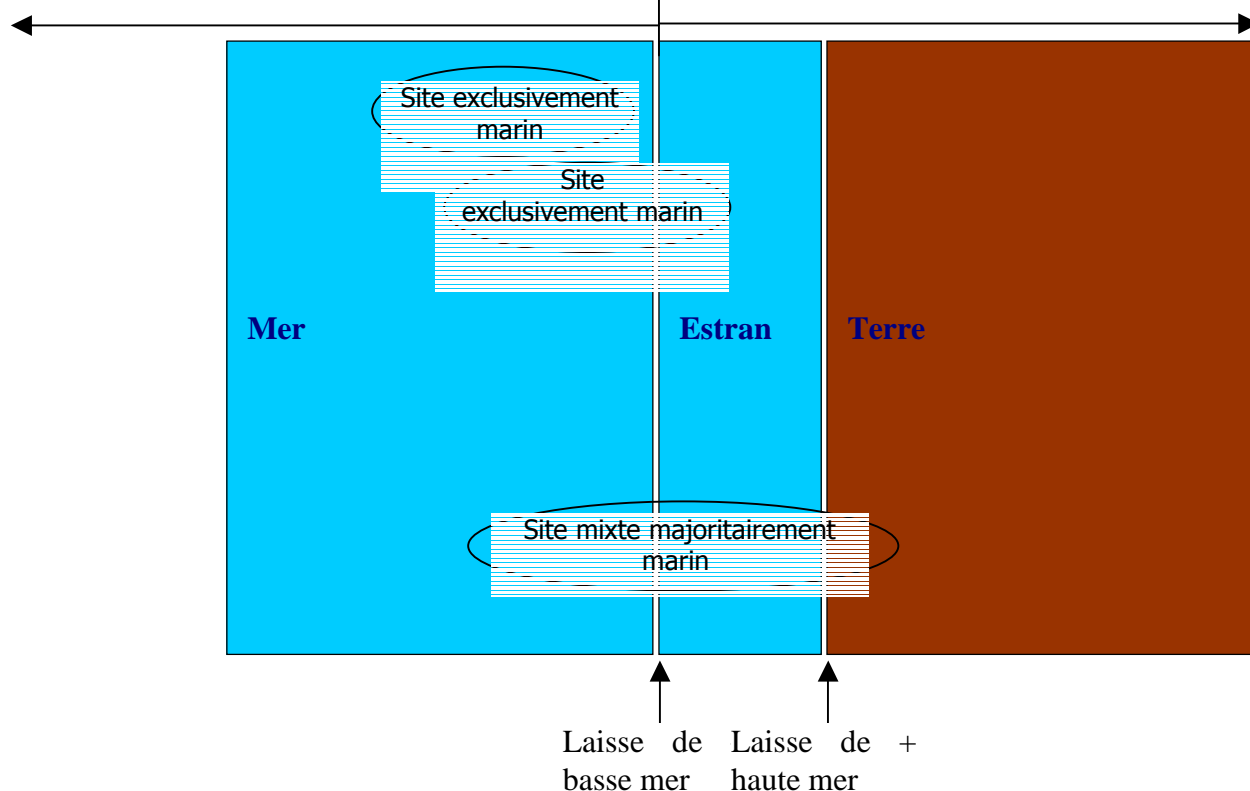 Site exclusivement
marin
Site
exclusivement marin
Mer
Estran
Terre
Site mixte majoritairement
marin
Laisse de
basse mer
Laisse de +
haute mer